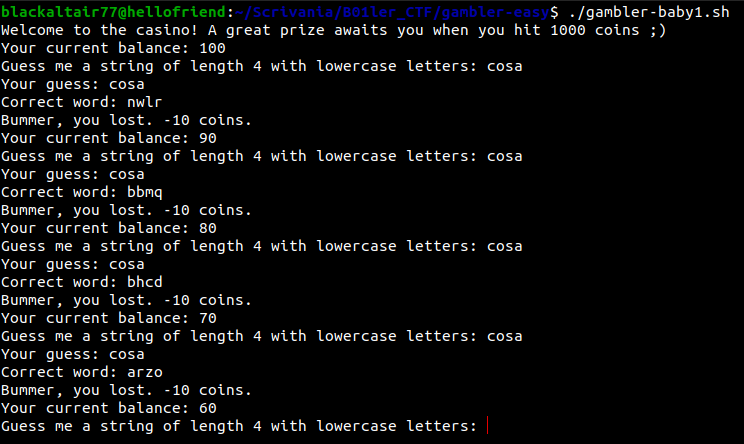 blackaltair77@hellofriend:~/Scrivania/B01ler_CTF/gambler-easy$ ./gambler-baby1.sh
Welcome to the casino! A great prize awaits you when you hit 1000 coins ;)
Your current balance: 100
Guess me a string of length 4 with lowercase letters: cosa
Your guess: cosa
Correct word: nwlr
Bummer, you lost. -10 coins.
Your current balance: 90
Guess me a string of length 4 with lowercase letters: cosa
Your guess: cosa
Correct word: bbmq
Bummer, you lost. -10 coins.
Your current balance: 80
Guess me a string of length 4 with lowercase letters: cosa
Your guess: cosa
Correct word: bhcd
Bummer, you lost. -10 coins.
Your current balance: 70
Guess me a string of length 4 with lowercase letters: cosa
Your guess: cosa
Correct word: arzo
Bummer, you lost. -10 coins.
Your current balance: 60
Guess me a string of length 4 with lowercase letters: